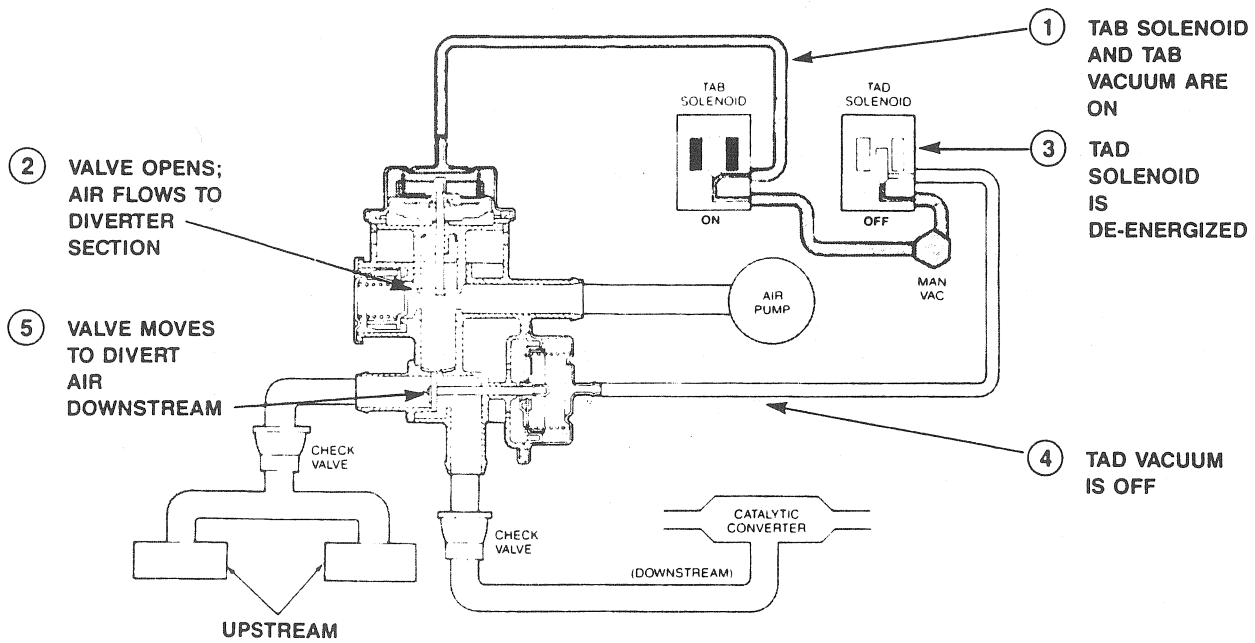 1 TAB SOLENOID
AND TAB
VACUUM ARE
ON
TAB
SOLENOID
ON
TAD
SOLENOID
OFF
2 VALVE OPENS;
AIR FLOWS TO
DIVERTER
SECTION
3 TAD
SOLENOID
IS
DE-ENERGIZED
MAN
VAC
AIR
PUMP
5 VALVE MOVES
TO DIVERT
AIR
DOWNSTREAM
4 TAD VACUUM
IS OFF
CHECK
VALVE
CHECK
VALVE
CATALYTIC
CONVERTER
(DOWNSTREAM)
UPSTREAM